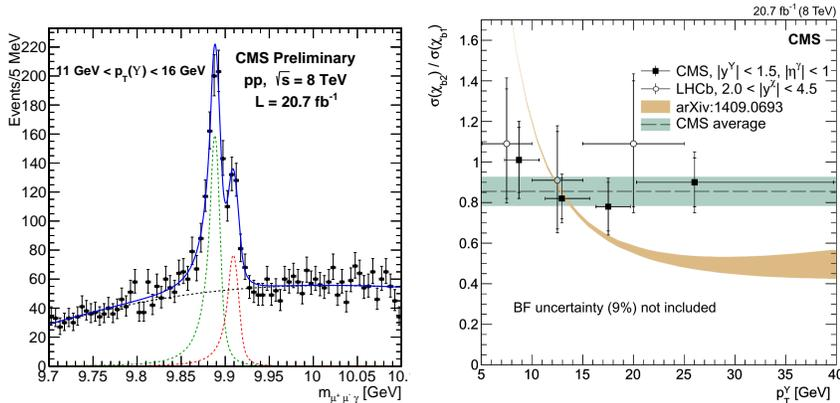 Events/5 MeV
220
200
180
160
140
120
100
80
60
40
20
0
11 GeV < p_T(Υ) < 16 GeV
CMS Preliminary
pp, √s = 8 TeV
L = 20.7 fb⁻¹
9.7 9.75 9.8 9.85 9.9 9.95 10 10.05 10.
m_μ⁺ μ⁻ γ [GeV]
20.7 fb⁻¹ (8 TeV)
σ(χ_b2) / σ(χ_b1)
1.6
1.4
1.2
1
0.8
0.6
0.4
0.2
0
CMS
CMS, |y^Υ| < 1.5, |η^γ| < 1
LHCb, 2.0 < |y^χ| < 4.5
arXiv:1409.0693
CMS average
BF uncertainty (9%) not included
5 10 15 20 25 30 35 40
p_T^Υ [GeV]